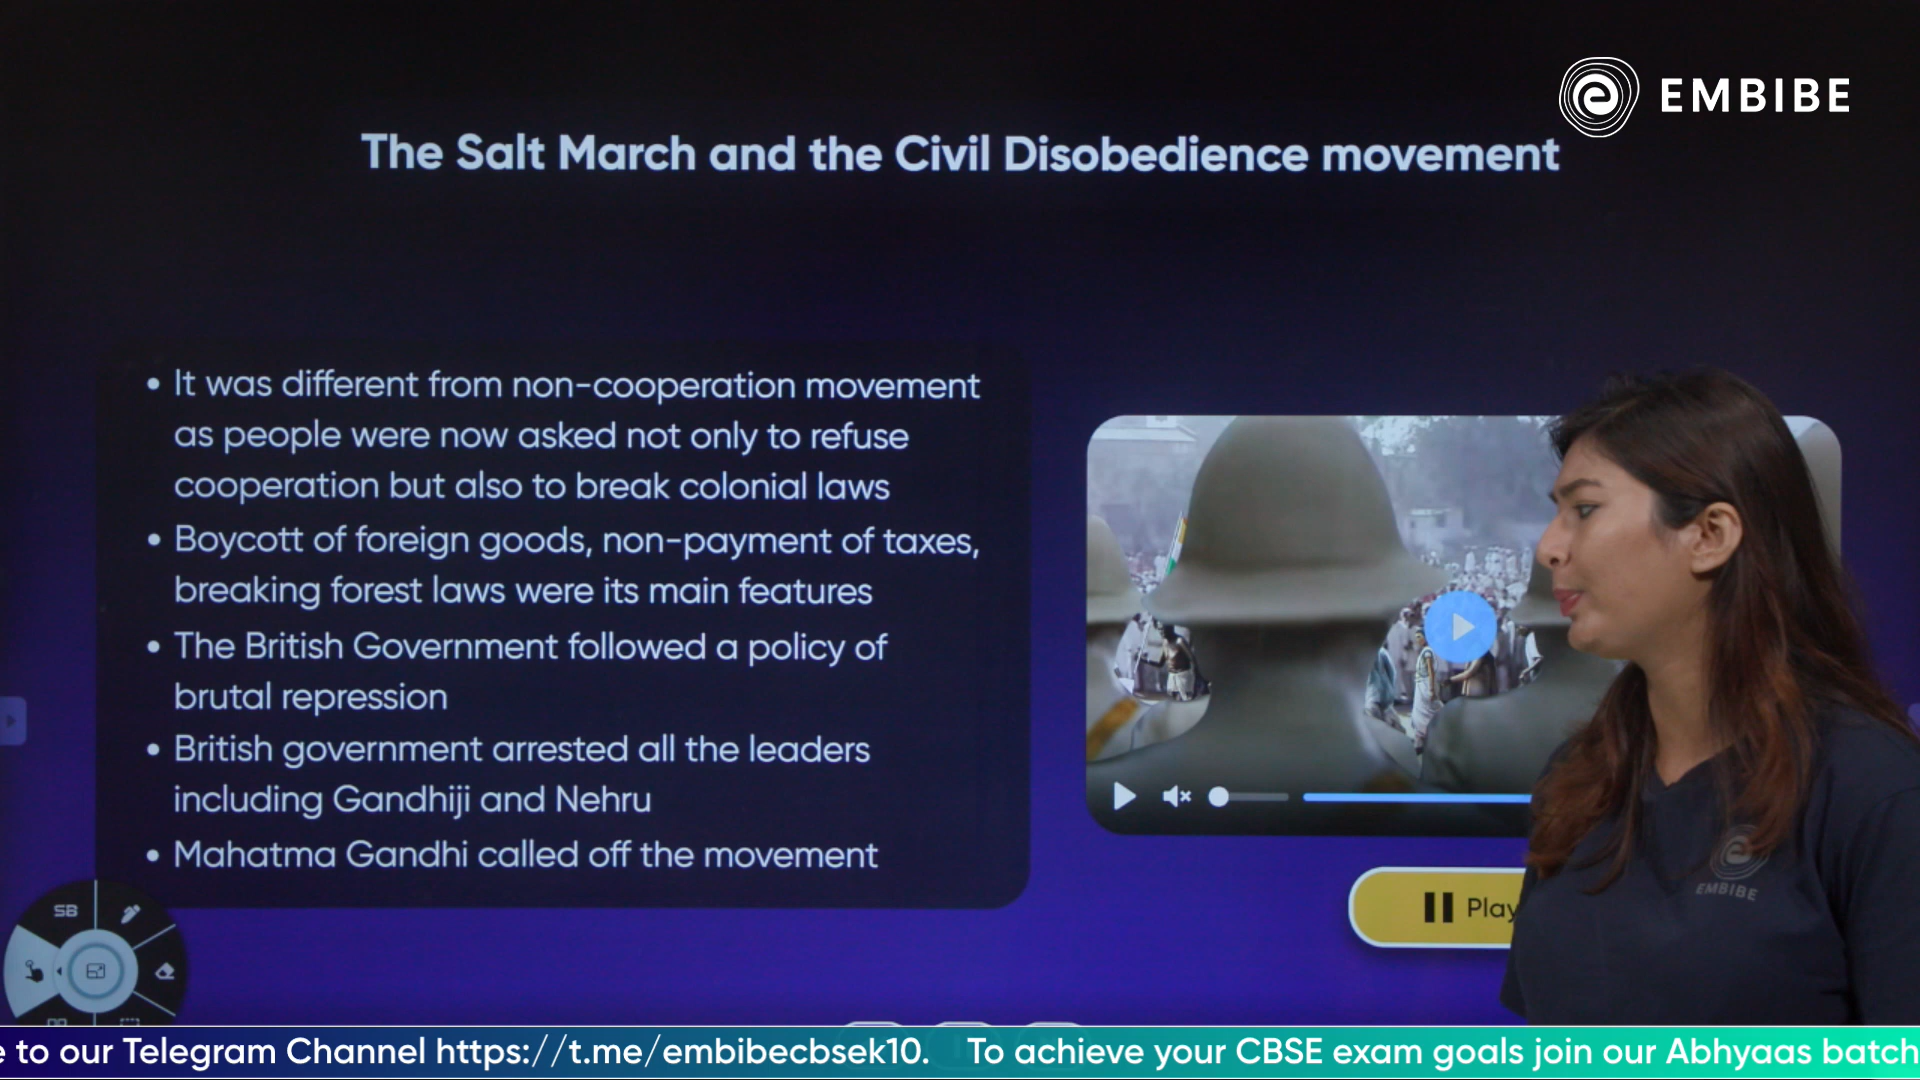 EMBIBE
The Salt March and the Civil Disobedience movement
• It was different from non-cooperation movement
as people were now asked not only to refuse
cooperation but also to break colonial laws
• Boycott of foreign goods, non-payment of taxes,
breaking forest laws were its main features
• The British Government followed a policy of
brutal repression
• British government arrested all the leaders
including Gandhiji and Nehru
• Mahatma Gandhi called off the movement
Play
EMBIBE
SB
e to our Telegram Channel https://t.me/embibecbsek10. To achieve your CBSE exam goals join our Abhyaas batch